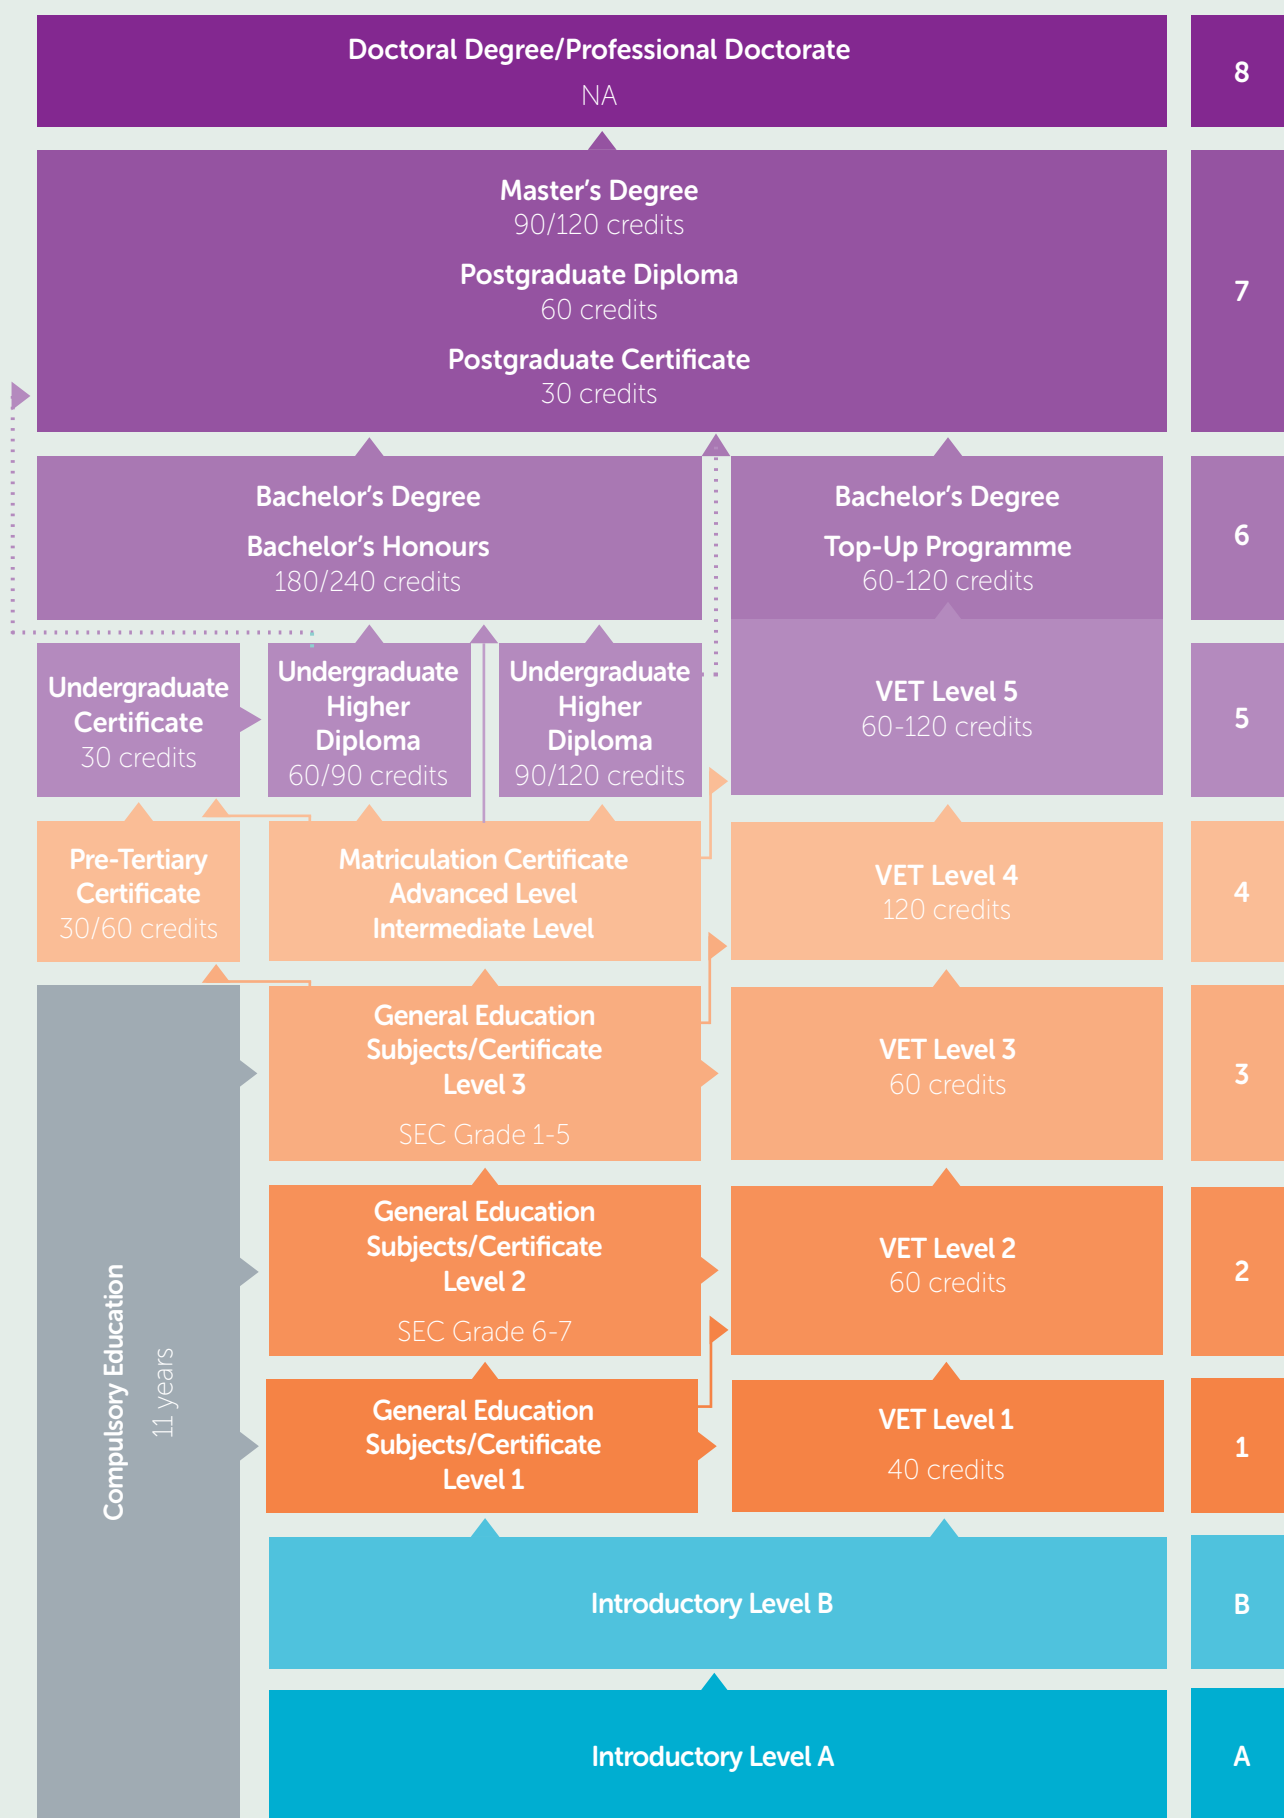 Doctoral Degree/Professional Doctorate
NA
8
Master's Degree
90/120 credits
Postgraduate Diploma
60 credits
Postgraduate Certificate
30 credits
7
Bachelor's Degree
Bachelor's Honours
180/240 credits
Bachelor's Degree
Top-Up Programme
60-120 credits
6
Undergraduate
Certificate
30 credits
Undergraduate
Higher
Diploma
60/90 credits
Undergraduate
Higher
Diploma
90/120 credits
VET Level 5
60-120 credits
5
Pre-Tertiary
Certificate
30/60 credits
Matriculation Certificate
Advanced Level
Intermediate Level
VET Level 4
120 credits
4
Compulsory Education
11 years
General Education
Subjects/Certificate
Level 3
SEC Grade 1-5
VET Level 3
60 credits
3
General Education
Subjects/Certificate
Level 2
SEC Grade 6-7
VET Level 2
60 credits
2
General Education
Subjects/Certificate
Level 1
VET Level 1
40 credits
1
Introductory Level B
B
Introductory Level A
A